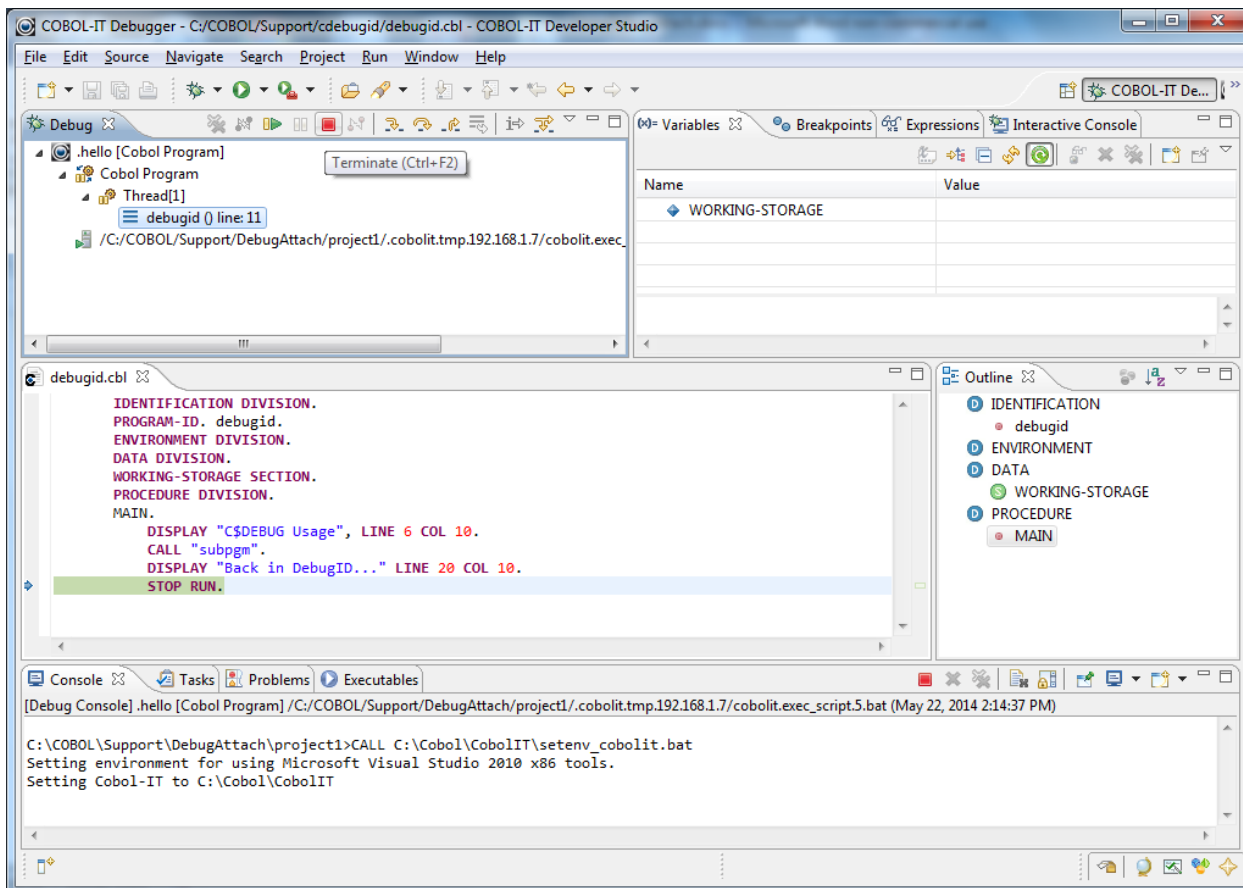 COBOL-IT Debugger - C:/COBOL/Support/cdebugid/debugid.cbl - COBOL-IT Developer Studio
File Edit Source Navigate Search Project Run Window Help
COBOL-IT De...
Debug
Terminate (Ctrl+F2)
.hello [Cobol Program]
Cobol Program
Thread[1]
debugid () line: 11
/C:/COBOL/Support/DebugAttach/project1/.cobolit.tmp.192.168.1.7/cobolit.exec_
(x)= Variables Breakpoints Expressions Interactive Console
Name Value
WORKING-STORAGE
debugid.cbl
IDENTIFICATION DIVISION.
PROGRAM-ID. debugid.
ENVIRONMENT DIVISION.
DATA DIVISION.
WORKING-STORAGE SECTION.
PROCEDURE DIVISION.
MAIN.
DISPLAY "C$DEBUG Usage", LINE 6 COL 10.
CALL "subpgm".
DISPLAY "Back in DebugID..." LINE 20 COL 10.
STOP RUN.
Outline
IDENTIFICATION
debugid
ENVIRONMENT
DATA
WORKING-STORAGE
PROCEDURE
MAIN
Console Tasks Problems Executables
[Debug Console] .hello [Cobol Program] /C:/COBOL/Support/DebugAttach/project1/.cobolit.tmp.192.168.1.7/cobolit.exec_script.5.bat (May 22, 2014 2:14:37 PM)
C:\COBOL\Support\DebugAttach\project1>CALL C:\Cobol\CobolIT\setenv_cobolit.bat
Setting environment for using Microsoft Visual Studio 2010 x86 tools.
Setting Cobol-IT to C:\Cobol\CobolIT